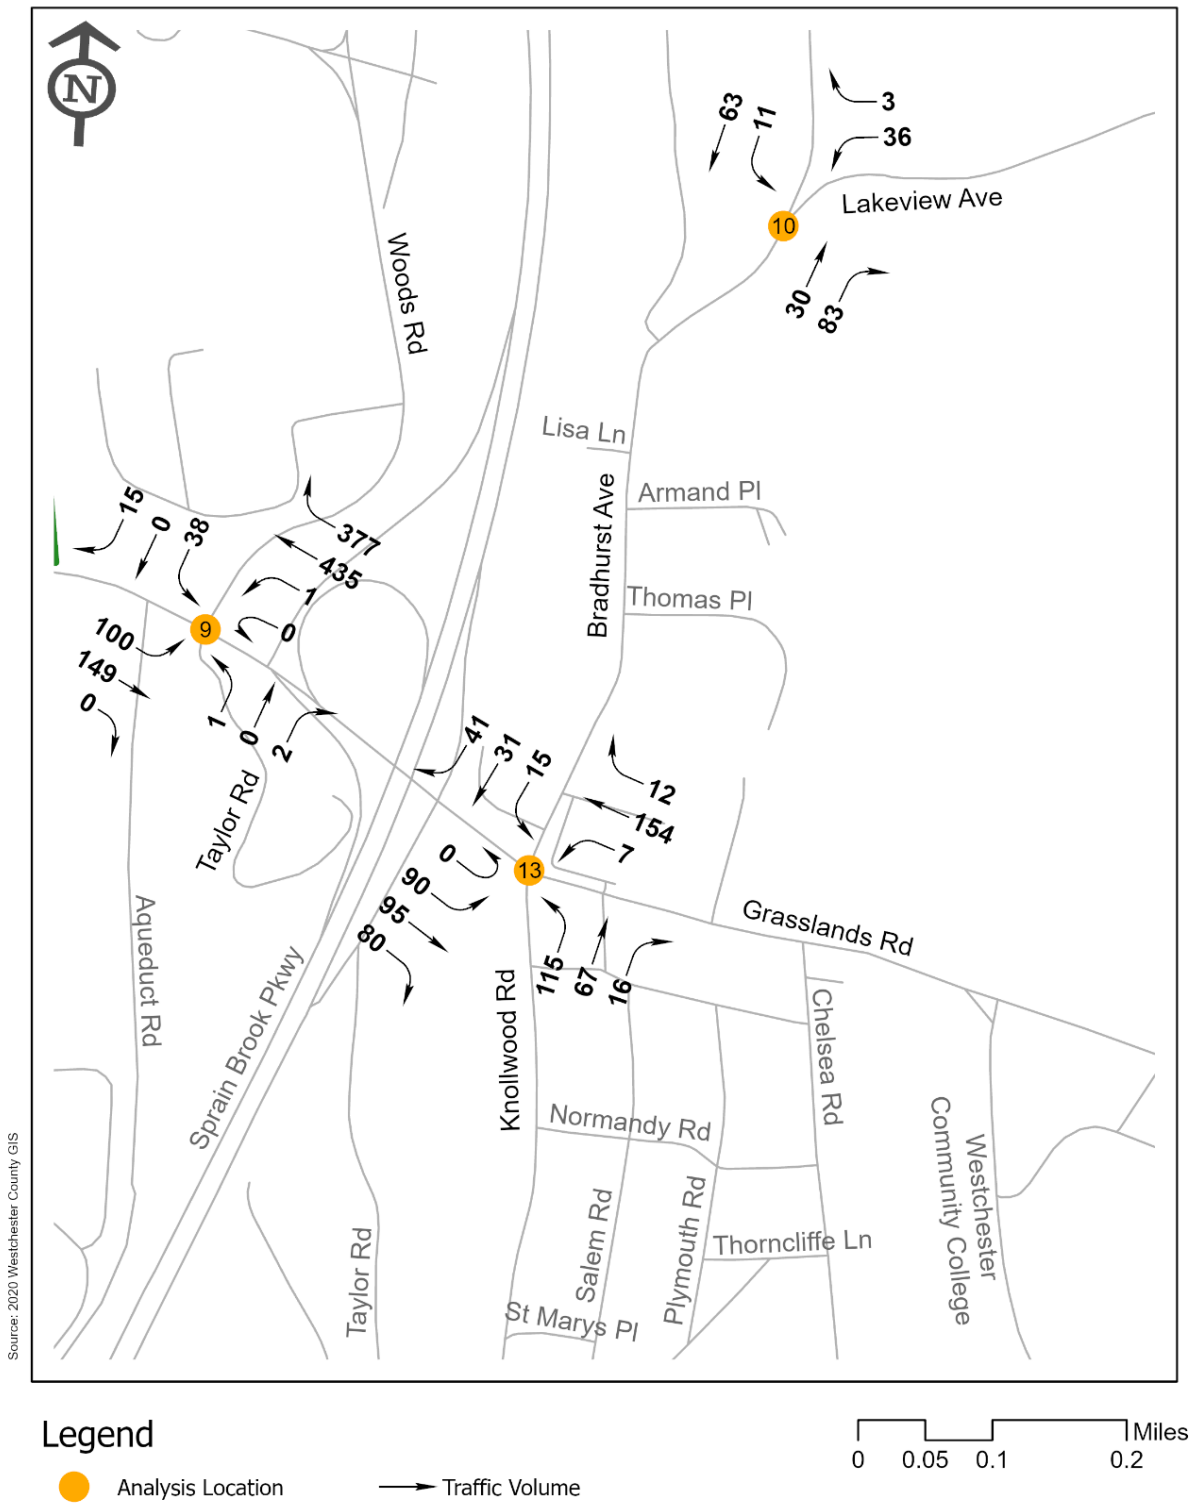 N
63
11
3
36
Lakeview Ave
10
30
83
Woods Rd
Lisa Ln
Armand Pl
Bradhurst Ave
Thomas Pl
15
0
38
377
435
1
0
9
100
149
0
1
0
2
Taylor Rd
41
31
15
12
154
7
0
90
95
80
13
115
67
16
Grasslands Rd
Aqueduct Rd
Sprain Brook Pkwy
Knollwood Rd
Chelsea Rd
Normandy Rd
Westchester
Community College
Salem Rd
Plymouth Rd
Thorncliffe Ln
Taylor Rd
St Marys Pl
Source: 2020 Westchester County GIS
Legend
Analysis Location
Traffic Volume
Miles
0 0.05 0.1 0.2